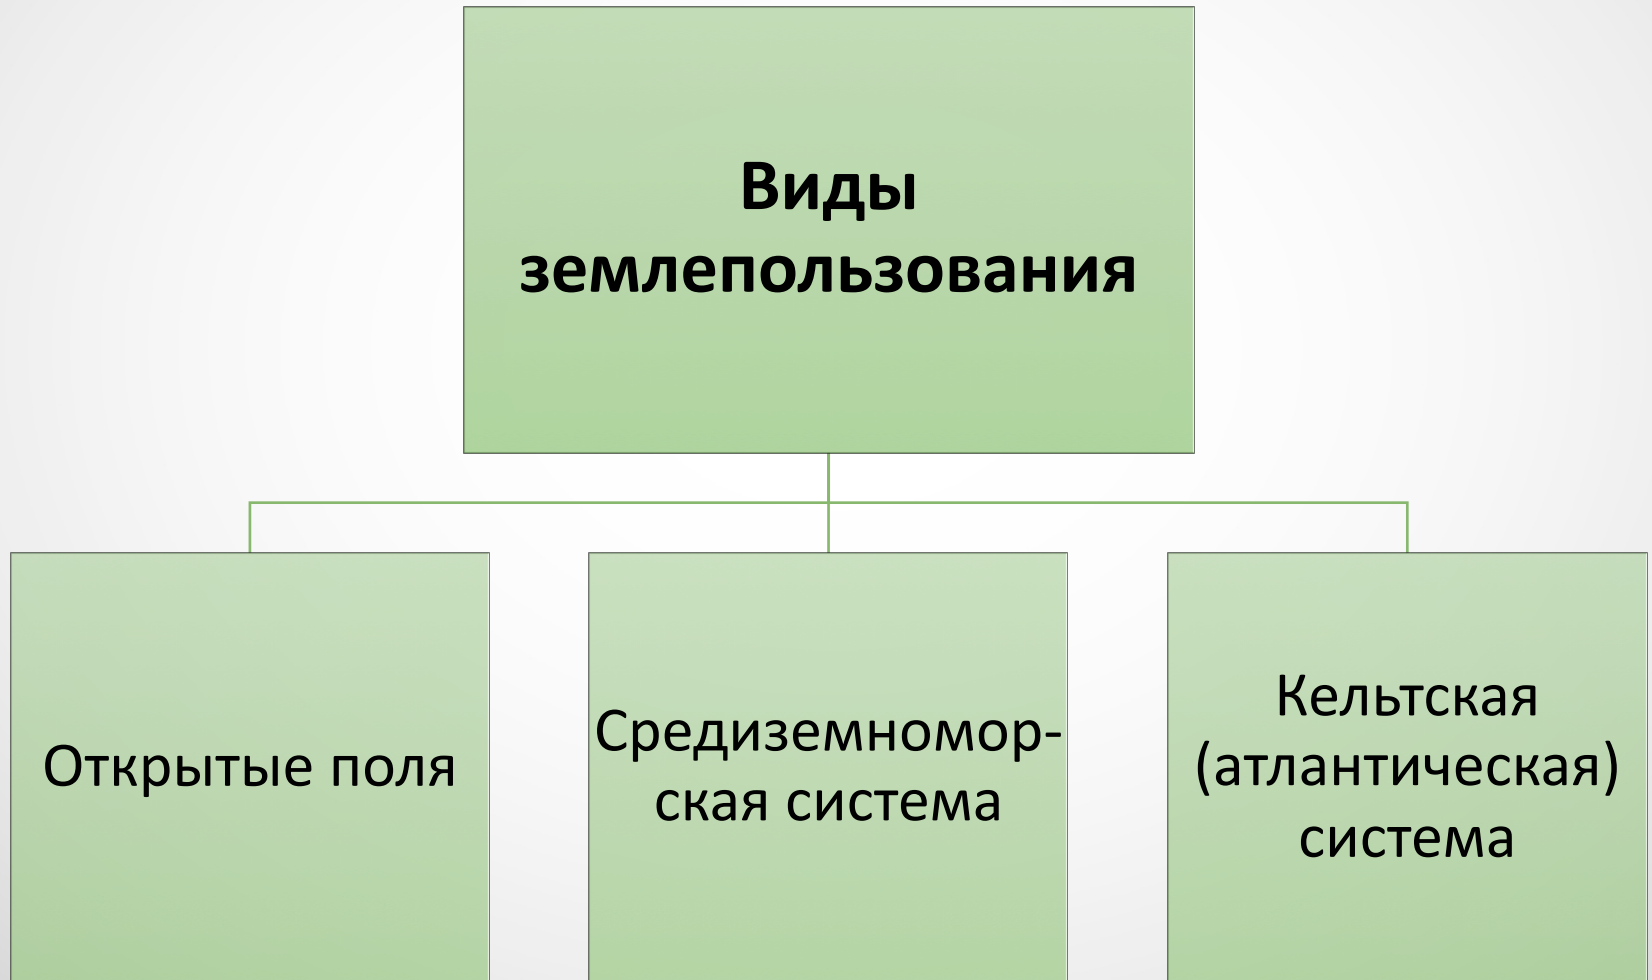 Виды
землепользования
Открытые поля
Средиземномор-
ская система
Кельтская
(атлантическая)
система